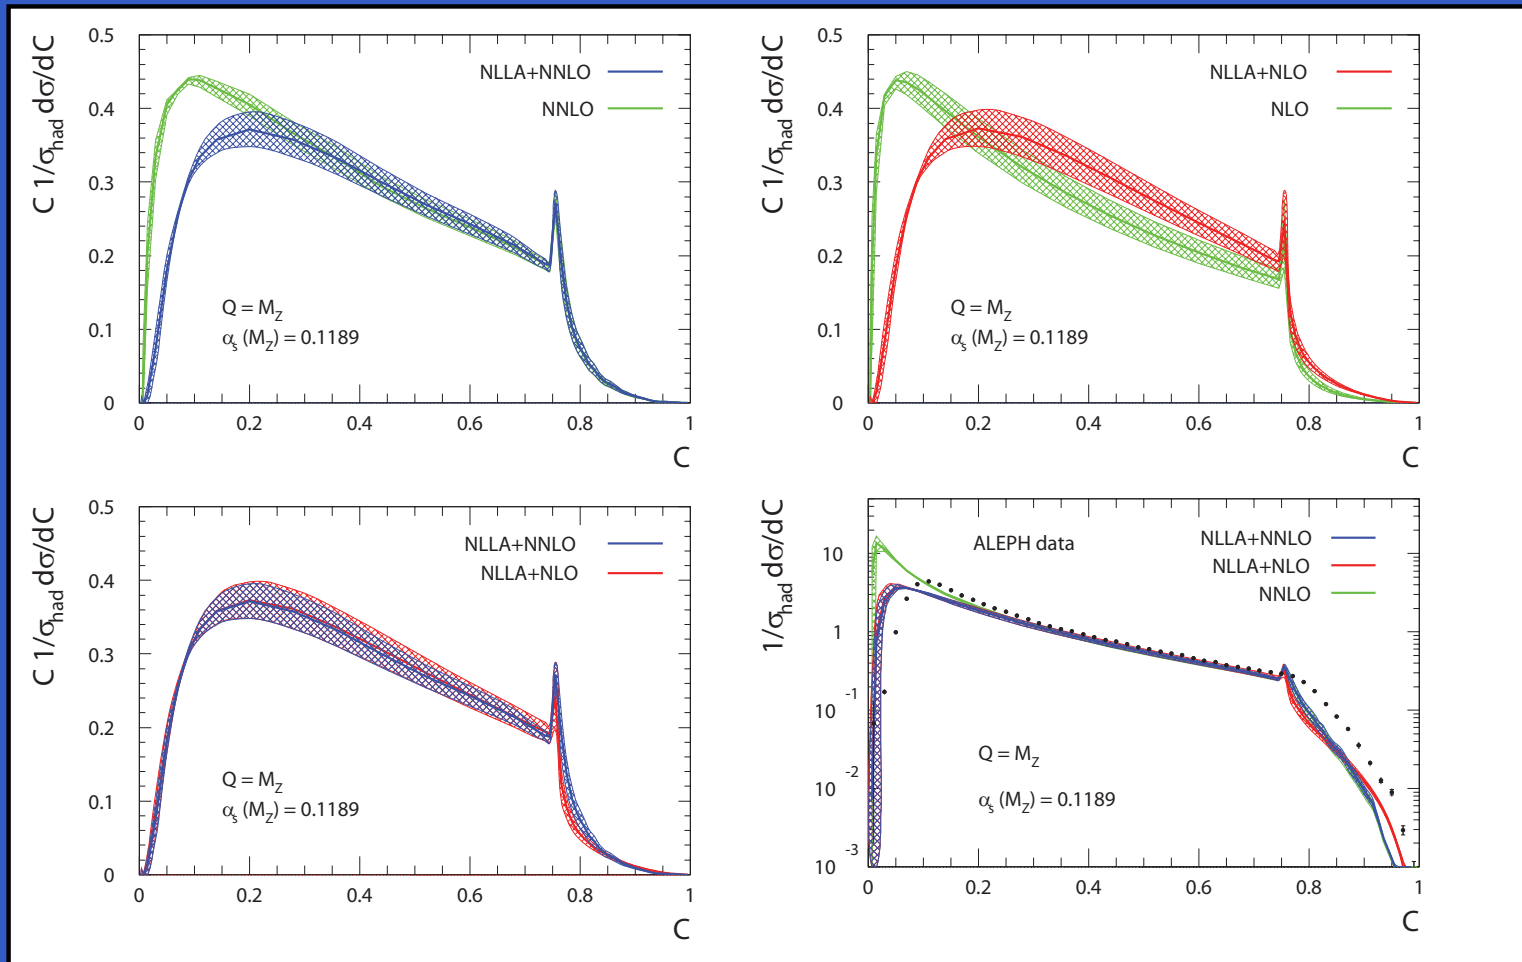 C 1/σhad dσ/dC
0.5
0.4
0.3
0.2
0.1
0
NLLA+NNLO
NNLO
Q = MZ
αs (MZ) = 0.1189
0 0.2 0.4 0.6 0.8 1
C
C 1/σhad dσ/dC
0.5
0.4
0.3
0.2
0.1
0
NLLA+NLO
NLO
Q = MZ
αs (MZ) = 0.1189
0 0.2 0.4 0.6 0.8 1
C
C 1/σhad dσ/dC
0.5
0.4
0.3
0.2
0.1
0
NLLA+NNLO
NLLA+NLO
Q = MZ
αs (MZ) = 0.1189
0 0.2 0.4 0.6 0.8 1
C
1/σhad dσ/dC
10
1
10 -1
10 -2
10 -3
ALEPH data
NLLA+NNLO
NLLA+NLO
NNLO
Q = MZ
αs (MZ) = 0.1189
0 0.2 0.4 0.6 0.8 1
C